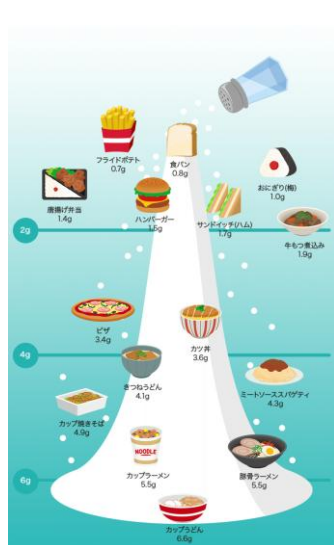 フライドポテト
0.7g
食パン
0.8g
おにぎり(梅)
1.0g
唐揚げ弁当
1.4g
ハンバーガー
1.5g
サンドイッチ(ハム)
1.7g
牛もつ煮込み
1.9g
2g
ピザ
3.4g
カツ丼
3.6g
4g
きつねうどん
4.1g
ミートソーススパゲティ
4.3g
カップ焼きそば
4.9g
NOODLE
カップラーメン
5.5g
豚骨ラーメン
5.5g
6g
カップうどん
6.6g